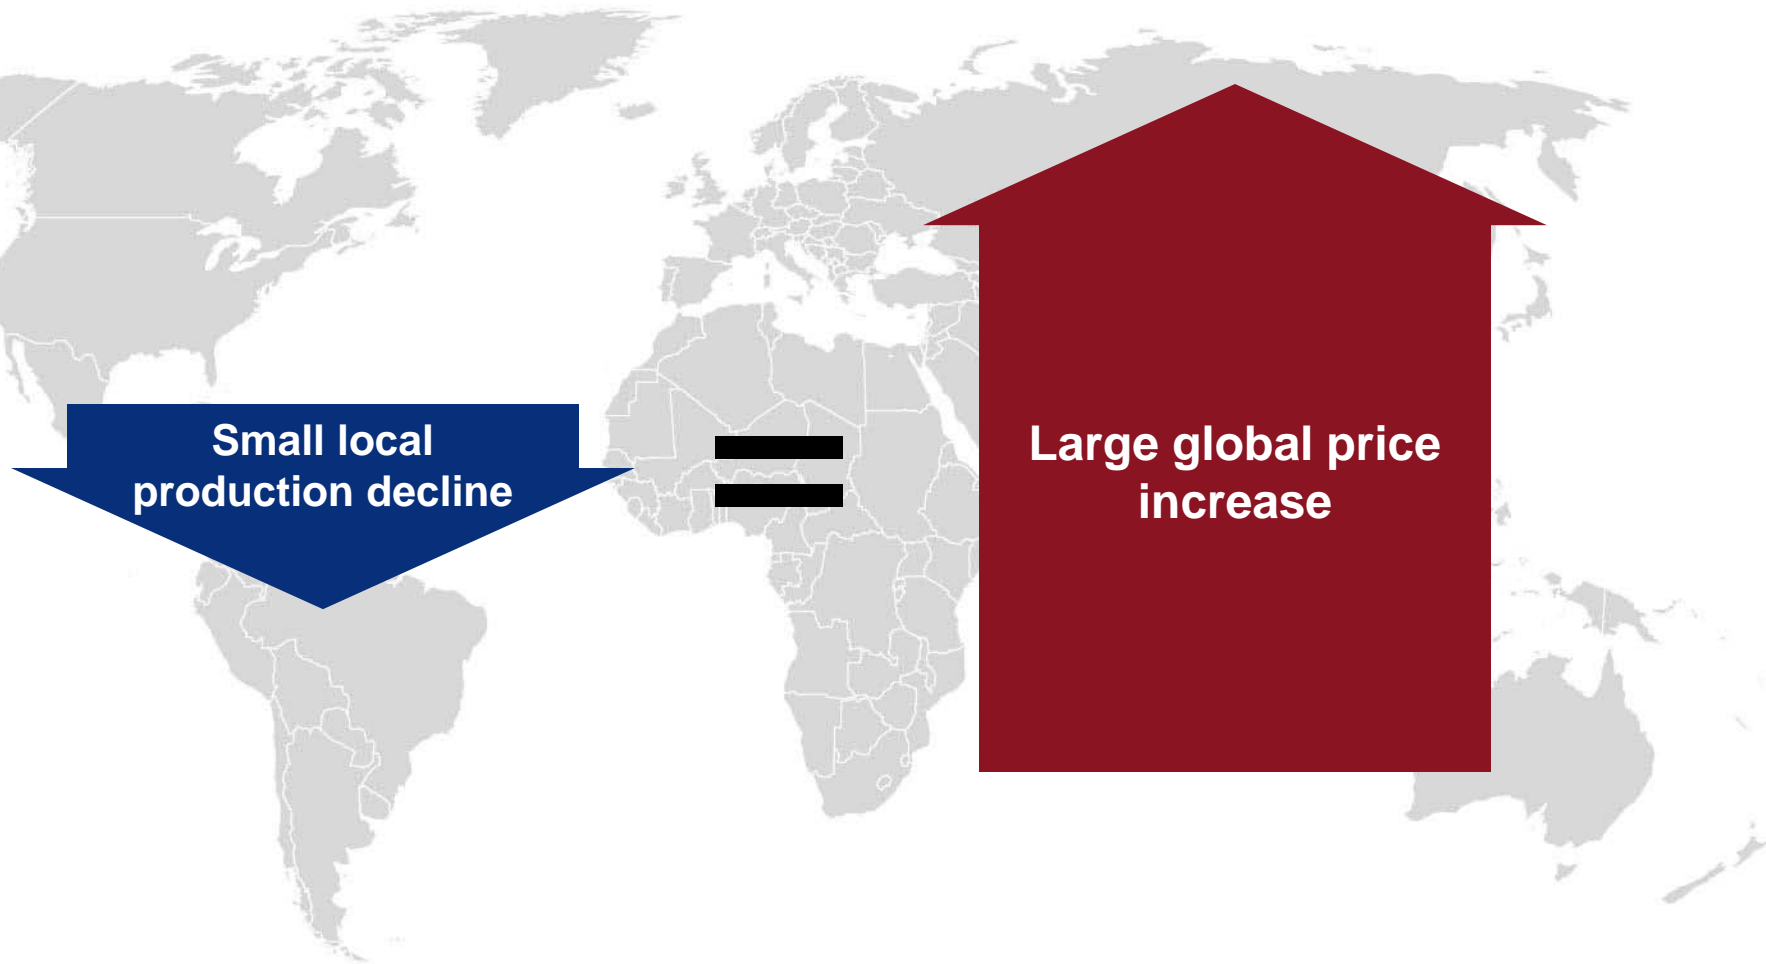 Small local
production decline
=
Large global price
increase